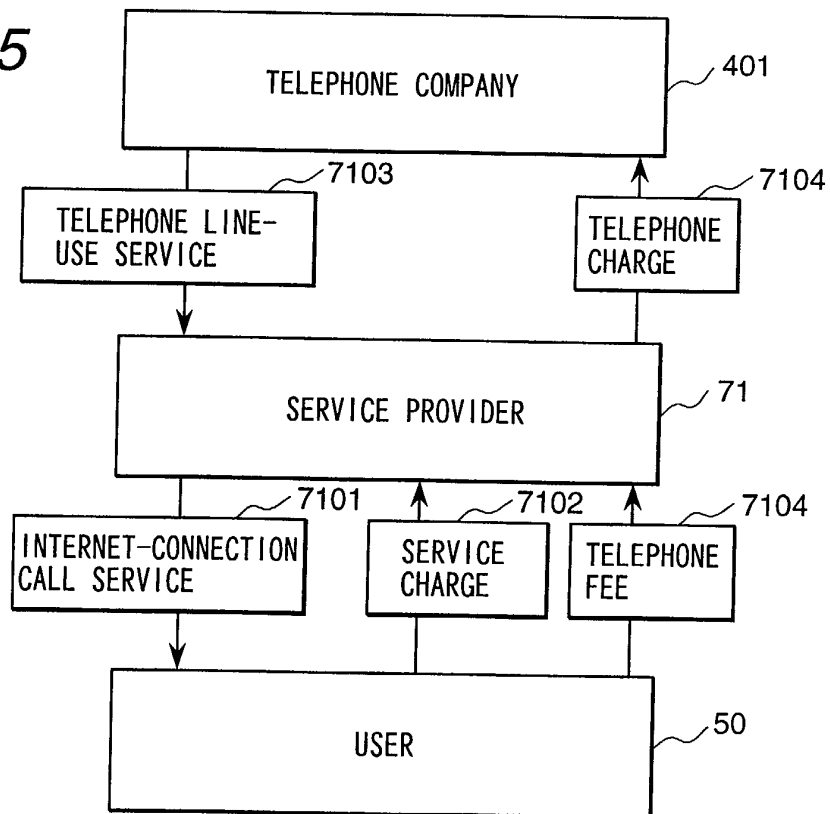 5
TELEPHONE COMPANY
401
7103
7104
TELEPHONE LINE-
USE SERVICE
TELEPHONE
CHARGE
SERVICE PROVIDER
71
7101
7102
7104
INTERNET-CONNECTION
CALL SERVICE
SERVICE
CHARGE
TELEPHONE
FEE
USER
50